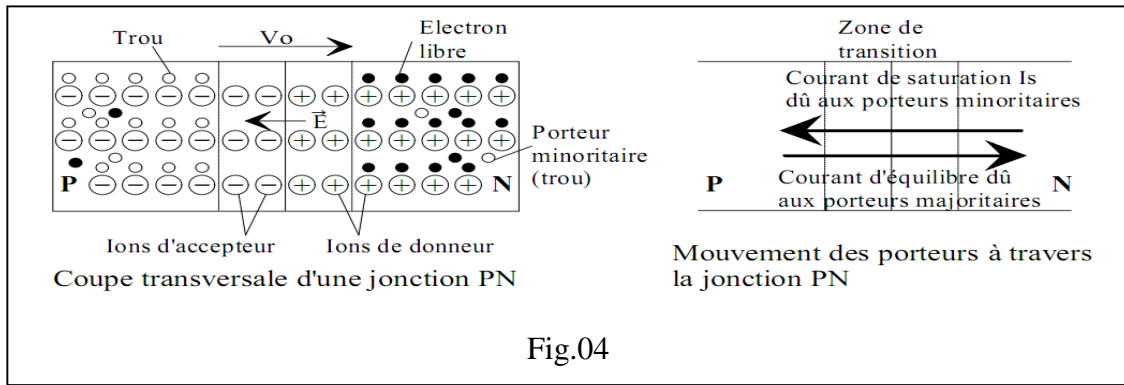 Trou
Vo
Electron
libre
E
P
N
Porteur
minoritaire
(trou)
Ions d'accepteur
Ions de donneur
Coupe transversale d'une jonction PN
Zone de
transition
Courant de saturation Is
dû aux porteurs minoritaires
P
N
Courant d'équilibre dû
aux porteurs majoritaires
Mouvement des porteurs à travers
la jonction PN
Fig.04